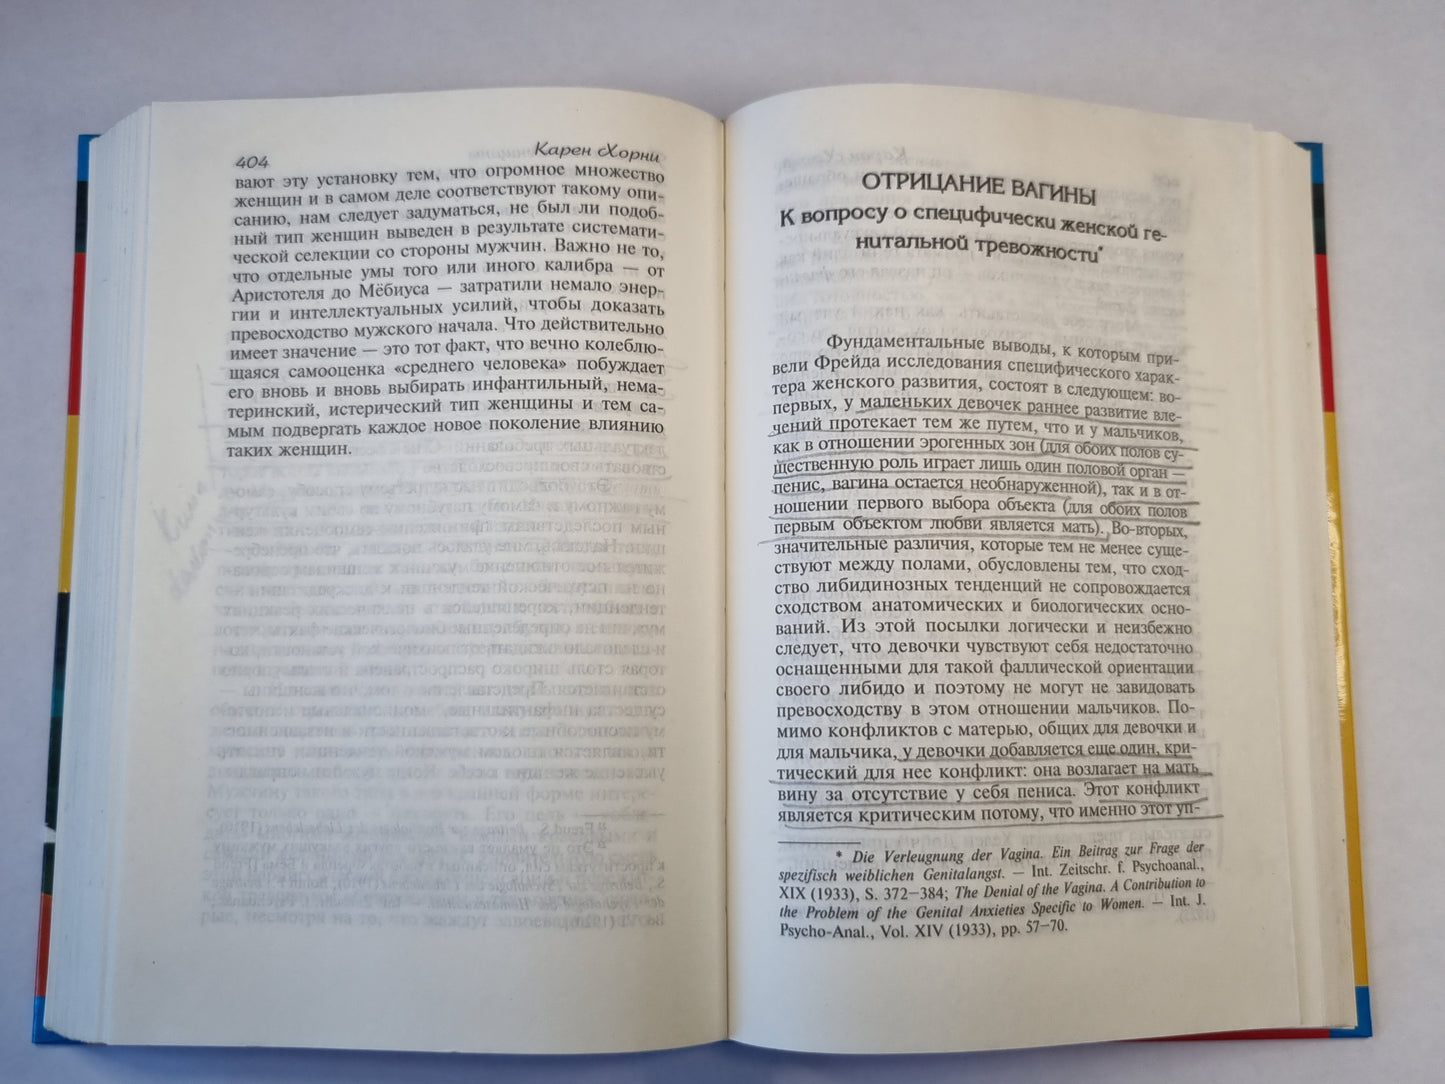 404
Карен Хорни
вают эту установку тем, что огромное множество
женщин и в самом деле соответствуют такому опи-
санию, нам следует задуматься, не был ли подоб-
ный тип женщин выведен в результате системати-
ческой селекции со стороны мужчин. Важно не то,
что отдельные умы того или иного калибра — от
Аристотеля до Мёбиуса — затратили немало энер-
гии и интеллектуальных усилий, чтобы доказать
превосходство мужского начала. Что действительно
имеет значение — это тот факт, что вечно колеблю-
щаяся самооценка «среднего человека» побуждает
его вновь и вновь выбирать инфантильный, нема-
теринский, истерический тип женщины и тем са-
мым подвергать каждое новое поколение влиянию
таких женщин.
ОТРИЦАНИЕ ВАГИНЫ
К вопросу о специфически женской ге-
нитальной тревожности*
Фундаментальные выводы, к которым при-
вели Фрейда исследования специфического харак-
тера женского развития, состоят в следующем: во-
первых, у маленьких девочек раннее развитие вле-
чений протекает тем же путем, что и у мальчиков,
как в отношении эрогенных зон (для обоих полов су-
щественную роль играет лишь один половой орган —
пенис, вагина остается необнаруженной), так и в от-
ношении первого выбора объекта (для обоих полов
первым объектом любви является мать). Во-вторых,
значительные различия, которые тем не менее суще-
ствуют между полами, обусловлены тем, что сход-
ство либидинозных тенденций не сопровождается
сходством анатомических и биологических осно-
ваний. Из этой посылки логически и неизбежно
следует, что девочки чувствуют себя недостаточно
оснащенными для такой фаллической ориентации
своего либидо и поэтому не могут не завидовать
превосходству в этом отношении мальчиков. По-
мимо конфликтов с матерью, общих для девочки и
для мальчика, у девочки добавляется еще один, кри-
тический для нее конфликт: она возлагает на мать
вину за отсутствие у себя пениса. Этот конфликт
является критическим потому, что именно этот уп-
* Die Verleugnung der Vagina. Ein Beitrag zur Frage der
spezifisch weiblichen Genitalangst. — Int. Zeitschr. f. Psychoanal.,
XIX (1933), S. 372—384; The Denial of the Vagina. A Contribution to
the Problem of the Genital Anxieties Specific to Women. — Int. J.
Psycho-Anal., Vol. XIV (1933), pp. 57—70.